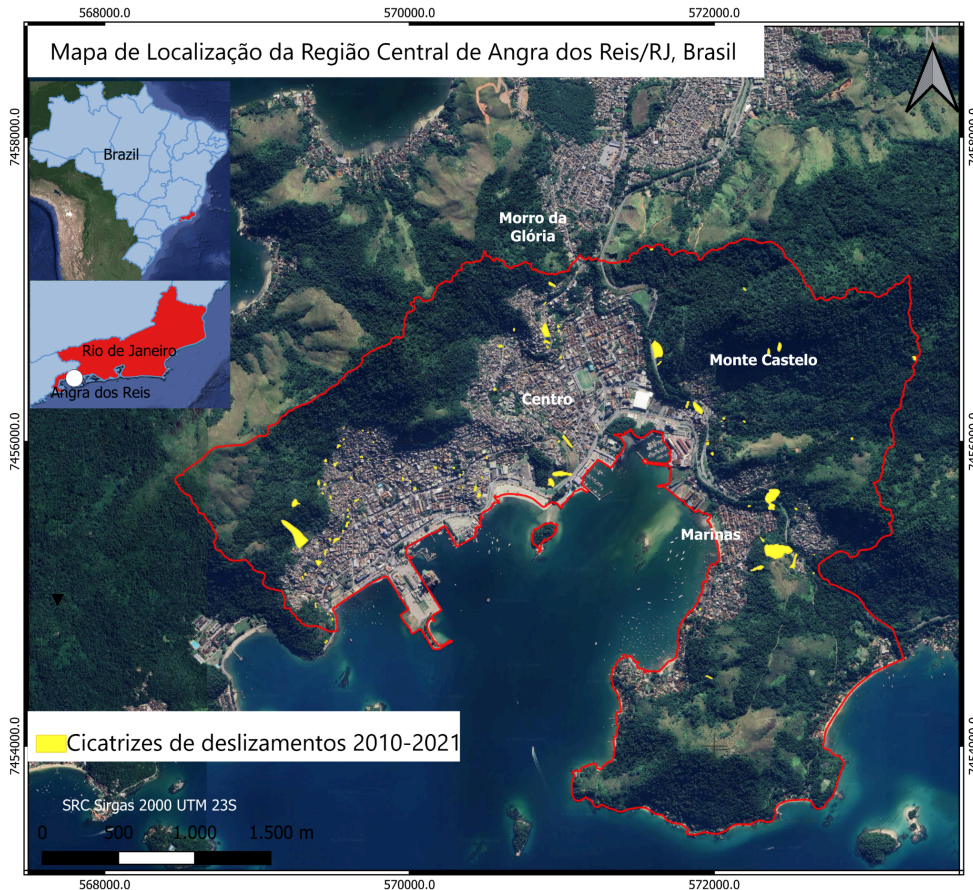 568000.0
570000.0
572000.0
Mapa de Localização da Região Central de Angra dos Reis/RJ, Brasil
N
7458000.0
7458000.0
Brazil
Morro da
Glória
Rio de Janeiro
Angra dos Reis
Monte Castelo
Centro
7456000.0
7456000.0
Marinas
Cicatrizes de deslizamentos 2010-2021
7454000.0
7454000.0
SRC Sirgas 2000 UTM 23S
0 500 1.000 1.500 m
568000.0
570000.0
572000.0